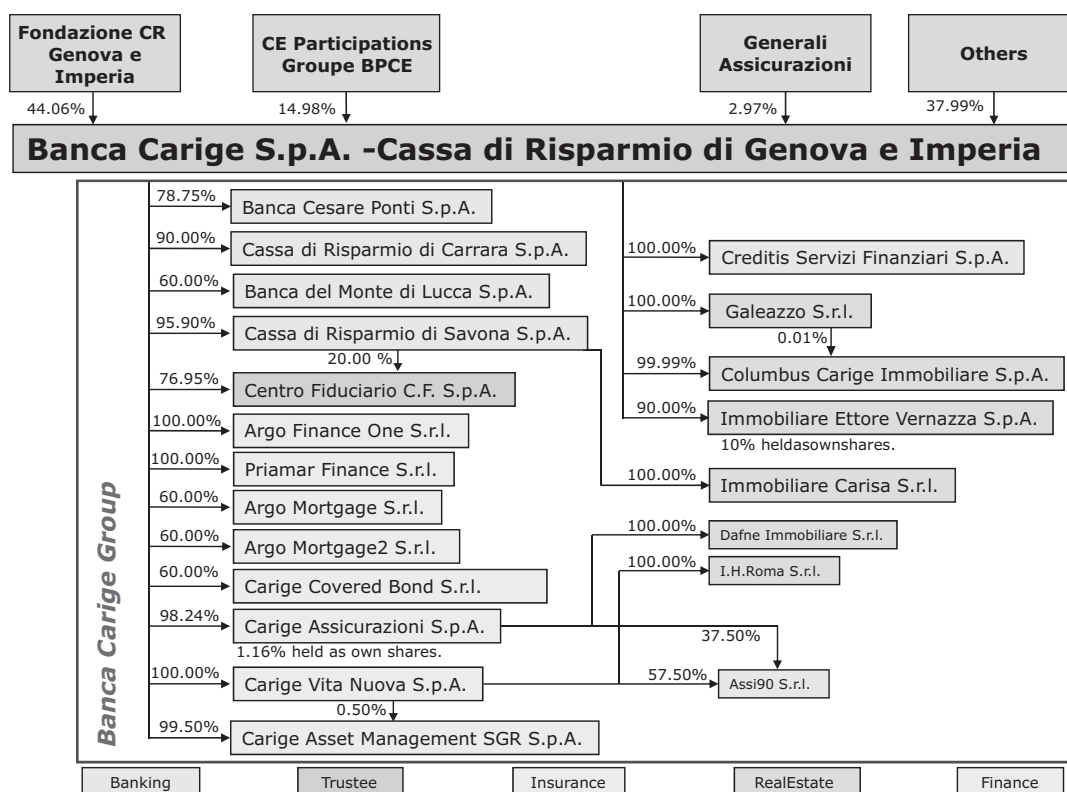 Fondazione CR
Genova e
Imperia
CE Participations
Groupe BPCE
Generali
Assicurazioni
Others
44.06%
14.98%
2.97%
37.99%
Banca Carige S.p.A. -Cassa di Risparmio di Genova e Imperia
Banca Carige Group
78.75%
Banca Cesare Ponti S.p.A.
90.00%
Cassa di Risparmio di Carrara S.p.A.
60.00%
Banca del Monte di Lucca S.p.A.
95.90%
Cassa di Risparmio di Savona S.p.A.
20.00 %
76.95%
Centro Fiduciario C.F. S.p.A.
100.00%
Argo Finance One S.r.l.
100.00%
Priamar Finance S.r.l.
60.00%
Argo Mortgage S.r.l.
60.00%
Argo Mortgage2 S.r.l.
60.00%
Carige Covered Bond S.r.l.
98.24%
Carige Assicurazioni S.p.A.
1.16% held as own shares.
100.00%
Carige Vita Nuova S.p.A.
0.50%
99.50%
Carige Asset Management SGR S.p.A.
100.00%
Creditis Servizi Finanziari S.p.A.
100.00%
Galeazzo S.r.l.
0.01%
99.99%
Columbus Carige Immobiliare S.p.A.
90.00%
Immobiliare Ettore Vernazza S.p.A.
10% heldasownshares.
100.00%
Immobiliare Carisa S.r.l.
100.00%
Dafne Immobiliare S.r.l.
100.00%
I.H.Roma S.r.l.
37.50%
57.50%
Assi90 S.r.l.
Banking
Trustee
Insurance
RealEstate
Finance